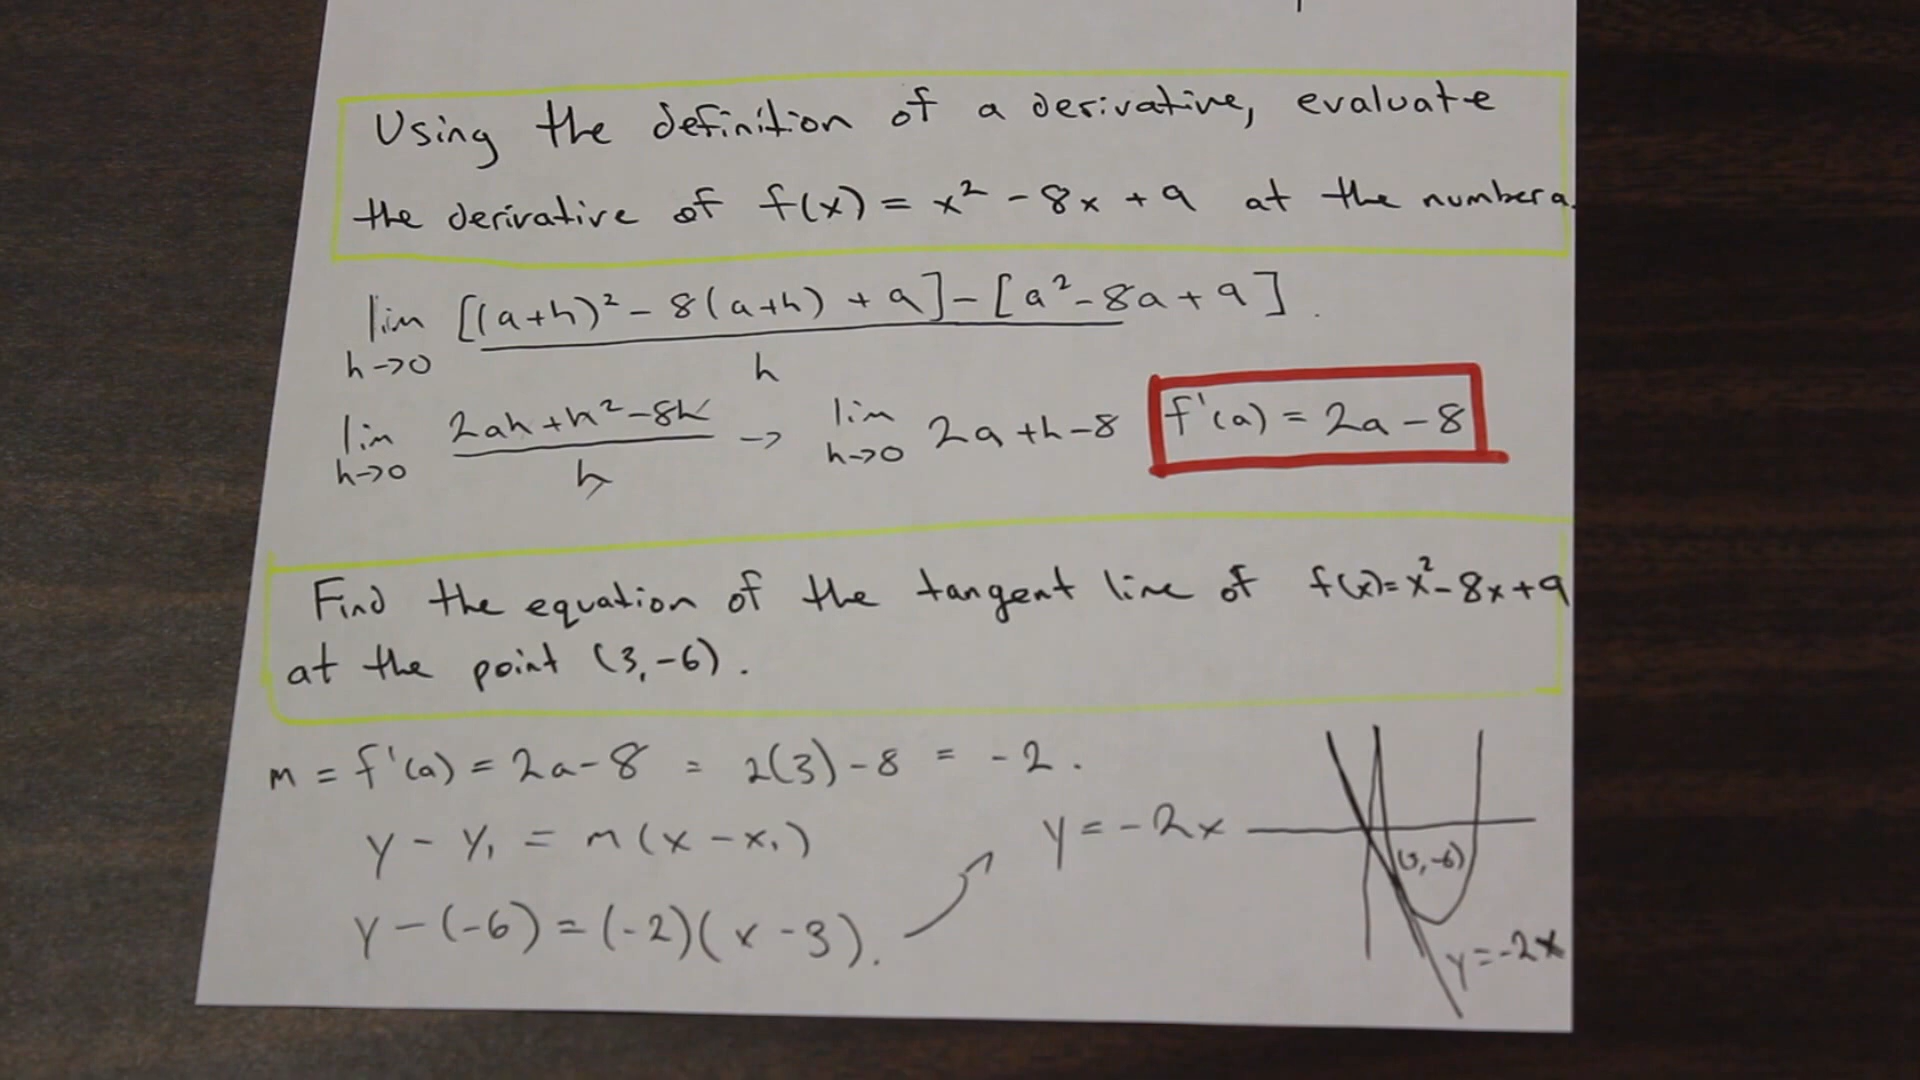 Using the definition of a derivative, evaluate
the derivative of f(x) = x² - 8x + 9 at the number a.
lim h→0 [(a+h)² - 8(a+h) + 9] - [a² - 8a + 9] / h
lim h→0 2ah + h² - 8h / h → lim h→0 2a + h - 8 f'(a) = 2a - 8
Find the equation of the tangent line of f(x) = x² - 8x + 9
at the point (3, -6).
m = f'(a) = 2a - 8 = 2(3) - 8 = -2.
y - y₁ = m(x - x₁)
y - (-6) = (-2)(x - 3).
y = -2x
(3, -6)
y = -2x